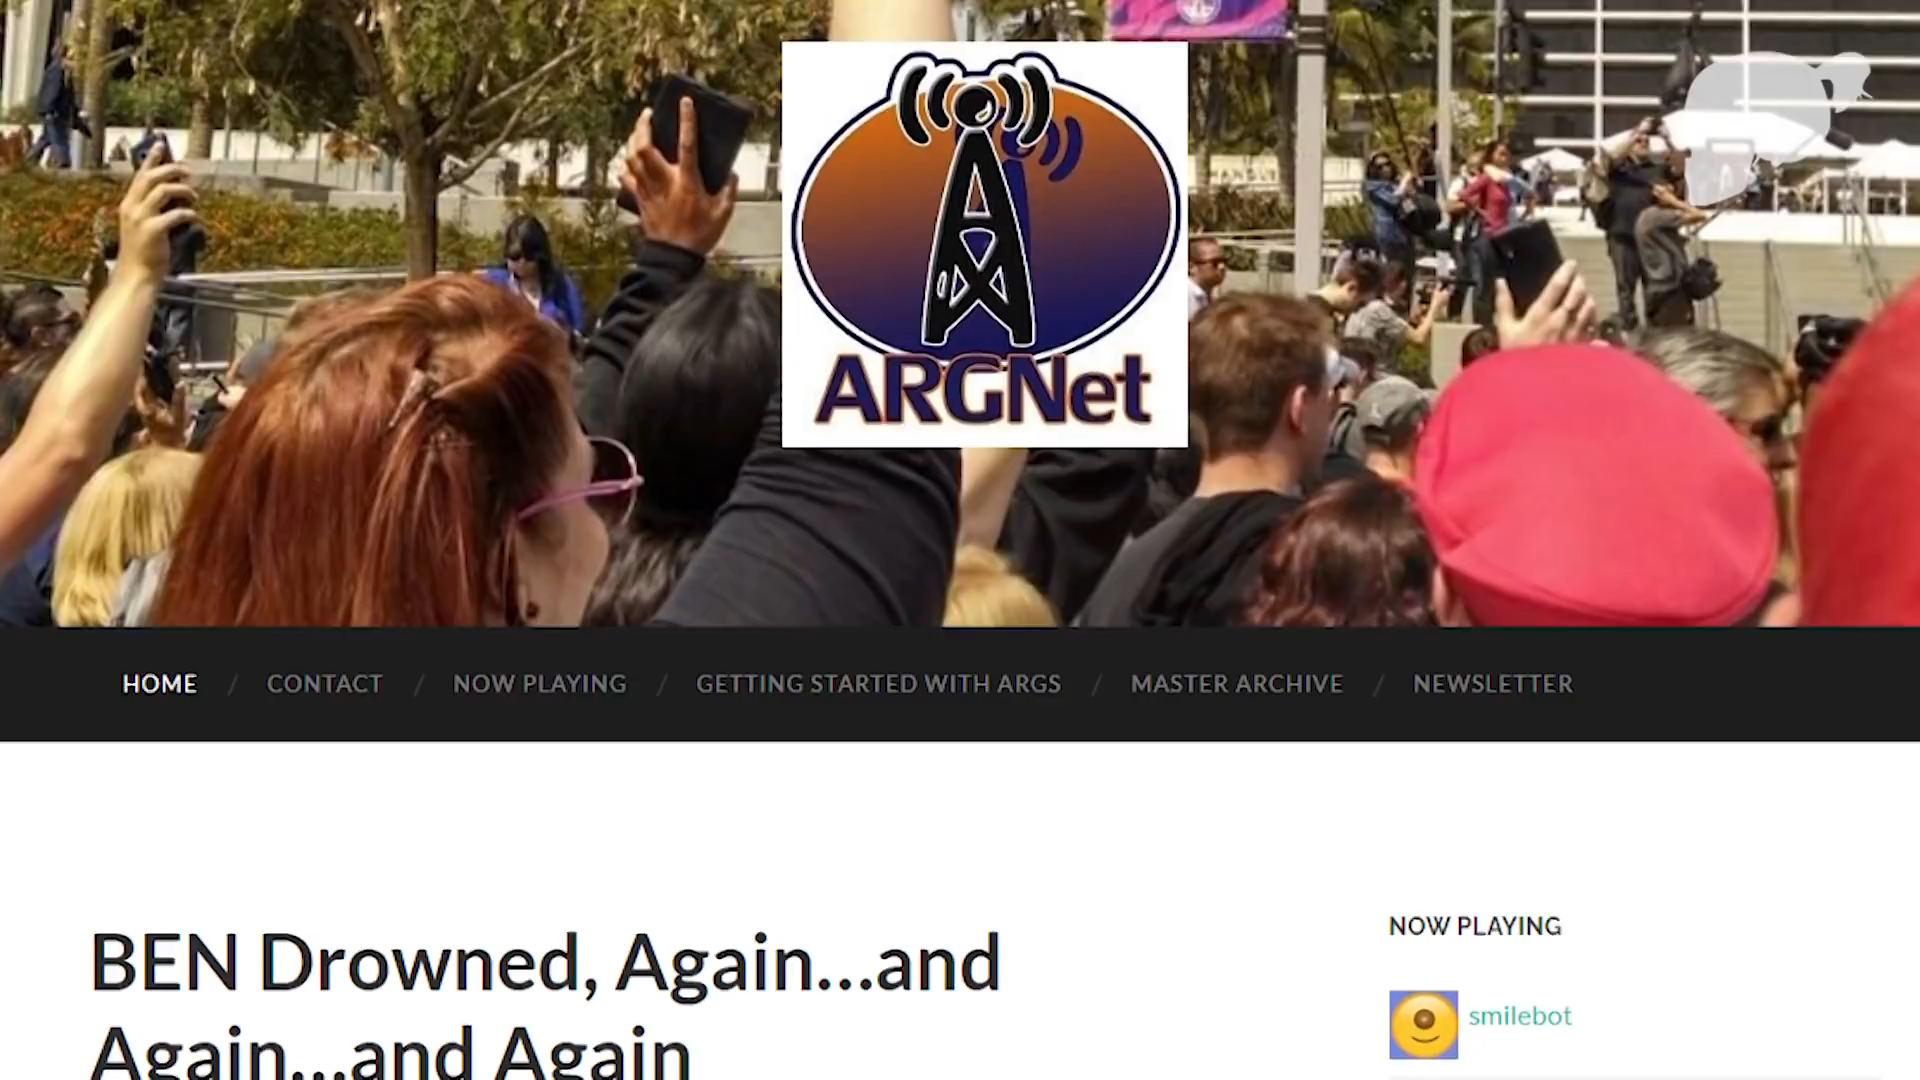 ARGNet
HOME / CONTACT / NOW PLAYING / GETTING STARTED WITH ARGS / MASTER ARCHIVE / NEWSLETTER
BEN Drowned, Again...and
Again...and Again
NOW PLAYING
smilebot